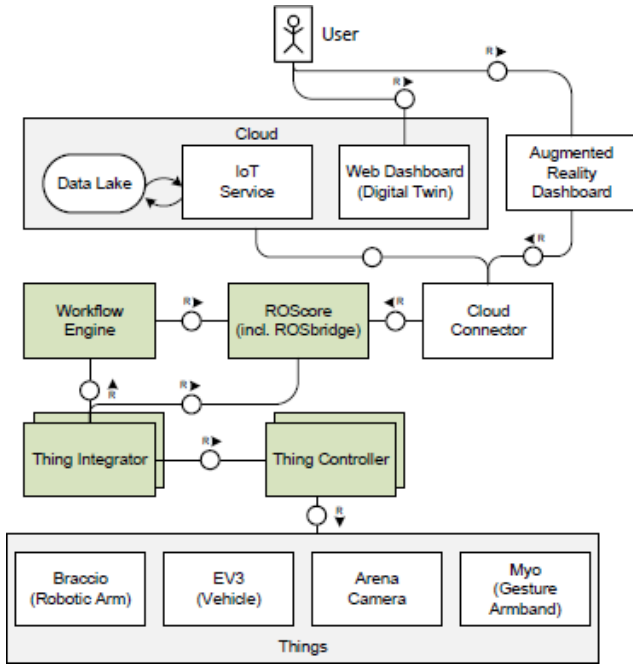 User
R
R
Cloud
Data Lake
IoT
Service
Web Dashboard
(Digital Twin)
Augmented
Reality
Dashboard
R
Workflow
Engine
R
ROScore
(incl. ROSbridge)
R
Cloud
Connector
R
R
Thing Integrator
R
Thing Controller
R
Braccio
(Robotic Arm)
EV3
(Vehicle)
Arena
Camera
Myo
(Gesture
Armband)
Things